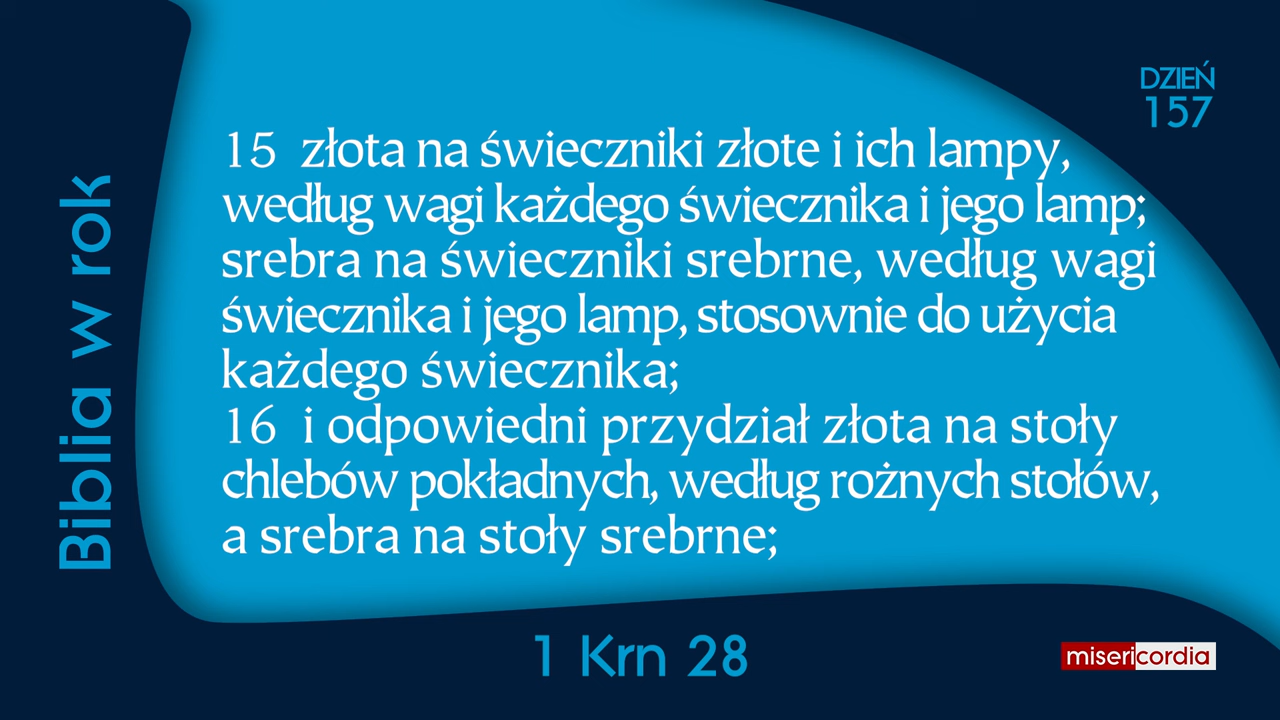 DZIEŃ
157
Biblia w rok
15 złota na świeczniki złote i ich lampy,
według wagi każdego świecznika i jego lamp;
srebra na świeczniki srebrne, według wagi
świecznika i jego lamp, stosownie do użycia
każdego świecznika;
16 i odpowiedni przydział złota na stoły
chlebów pokładnych, według rożnych stołów,
a srebra na stoły srebrne;
1 Krn 28
misericordia